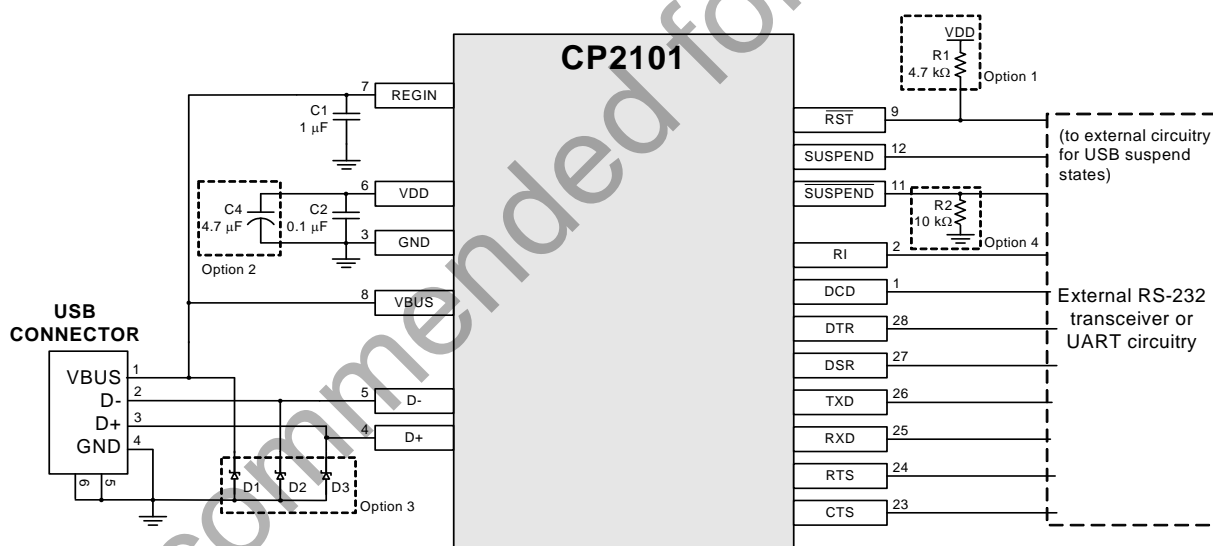 CP2101
7
REGIN
C1
1 μF
6
VDD
C4
4.7 μF
C2
0.1 μF
3
GND
Option 2
8
VBUS
USB
CONNECTOR
VBUS
1
D-
2
D+
3
GND
4
6
5
5
D-
4
D+
D1
D2
D3
Option 3
VDD
R1
4.7 kΩ
Option 1
RST
9
SUSPEND
12
SUSPEND
11
R2
10 kΩ
Option 4
RI
2
DCD
1
DTR
28
DSR
27
TXD
26
RXD
25
RTS
24
CTS
23
(to external circuitry
for USB suspend
states)
External RS-232
transceiver or
UART circuitry
ommended fo